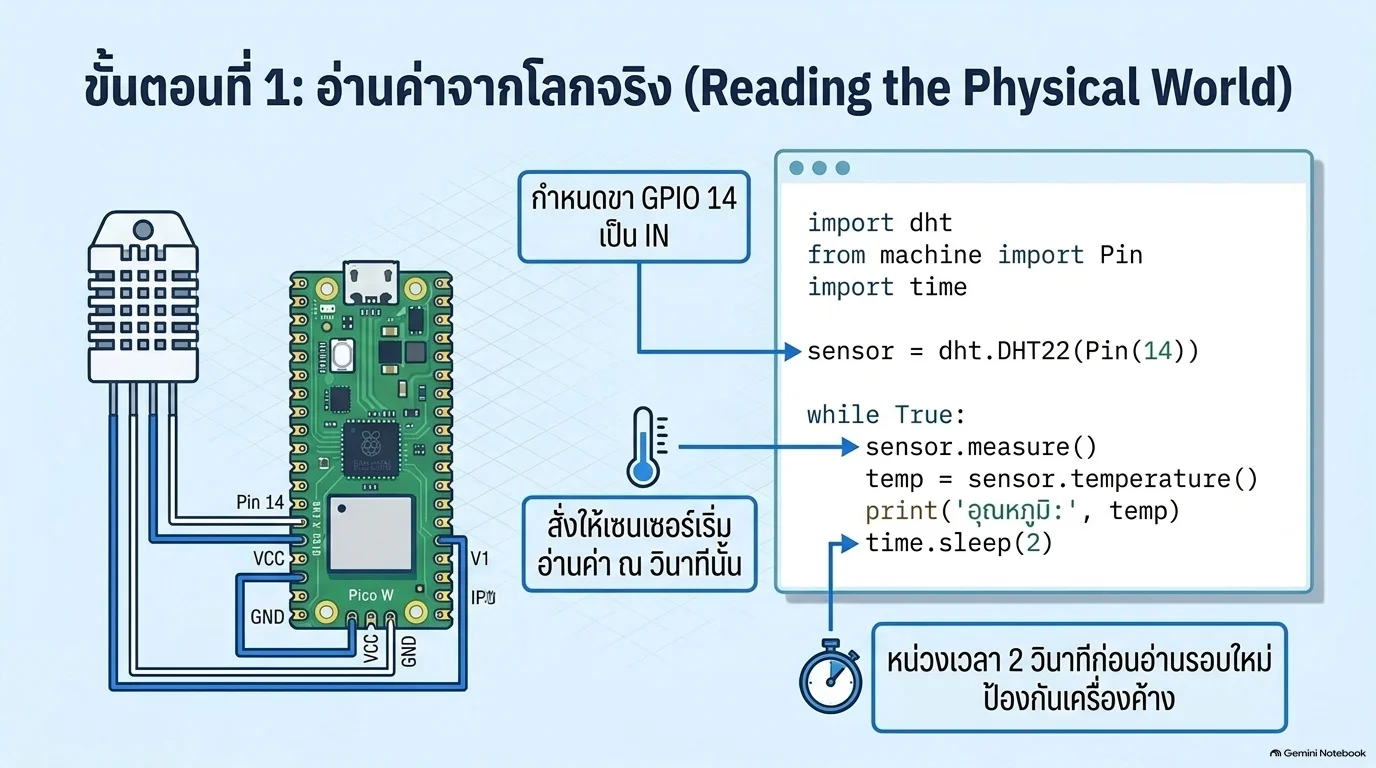 ขั้นตอนที่ 1: อ่านค่าจากโลกจริง (Reading the Physical World)
กำหนดขา GPIO 14
เป็น IN
import dht
from machine import Pin
import time
sensor = dht.DHT22(Pin(14))
while True:
sensor.measure()
temp = sensor.temperature()
print('อุณหภูมิ:', temp)
time.sleep(2)
สั่งให้เซนเซอร์เริ่ม
อ่านค่า ณ วินาทีนั้น
หน่วงเวลา 2 วินาทีก่อนอ่านรอบใหม่
ป้องกันเครื่องค้าง
Pin 14
VCC
GND
V1
Pico W
VCC
GND
Gemini Notebook